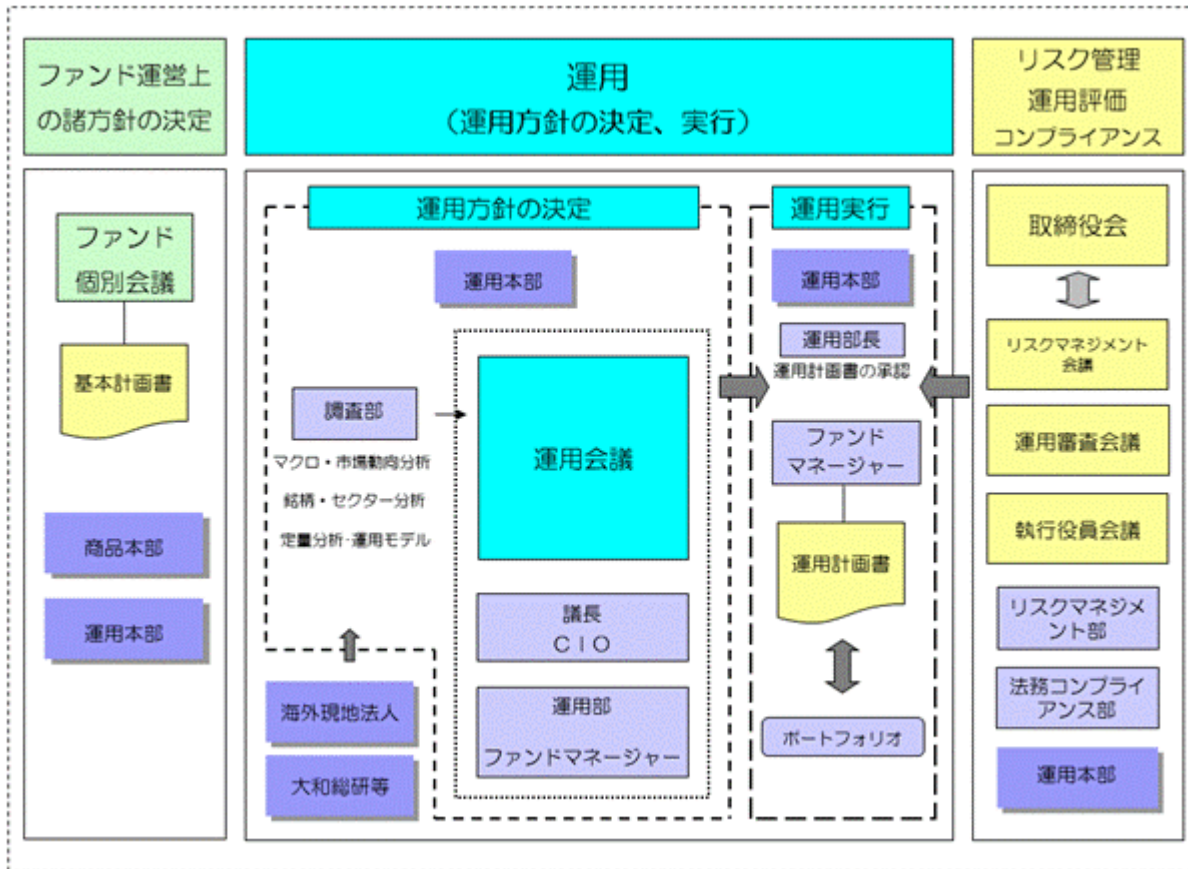 ファンド運営上
の諸方針の決定
運用
（運用方針の決定、実行）
リスク管理
運用評価
コンプライアンス
ファンド
個別会議
基本計画書
商品本部
運用本部
運用方針の決定
運用本部
調査部
マクロ・市場動向分析
銘柄・セクター分析
定量分析・運用モデル
運用会議
議長
ＣＩＯ
運用部
ファンドマネージャー
海外現地法人
大和総研等
運用実行
運用本部
運用部長
運用計画書の承認
ファンド
マネージャー
運用計画書
ポートフォリオ
取締役会
リスクマネジメント
会議
運用審査会議
執行役員会議
リスクマネジメ
ント部
法務コンプライ
アンス部
運用本部